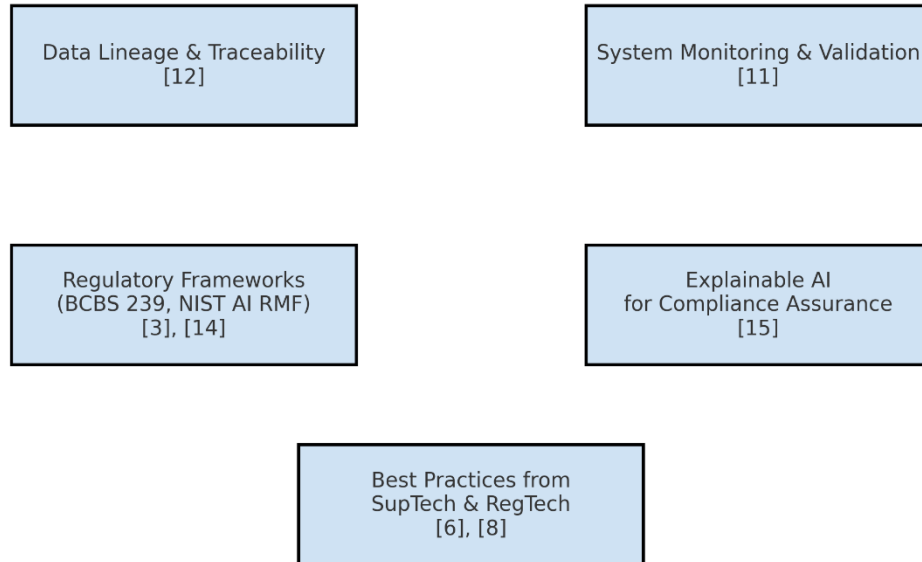 Data Lineage & Traceability
[12]
System Monitoring & Validation
[11]
Regulatory Frameworks
(BCBS 239, NIST AI RMF)
[3], [14]
Explainable AI
for Compliance Assurance
[15]
Best Practices from
SupTech & RegTech
[6], [8]